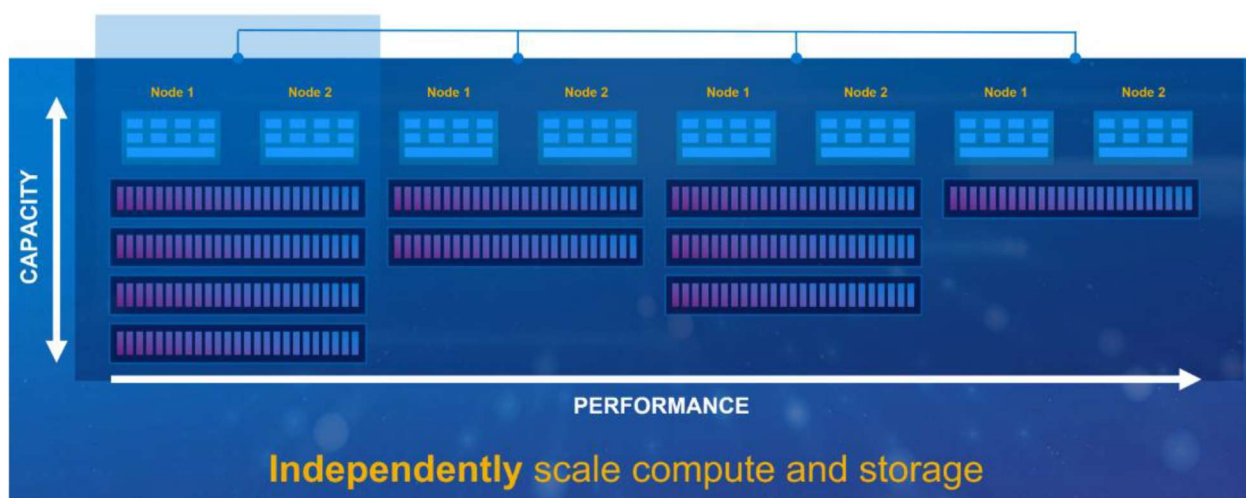 Node 1 Node 2 Node 1 Node 2 Node 1 Node 2 Node 1 Node 2
CAPACITY
PERFORMANCE
Independently scale compute and storage